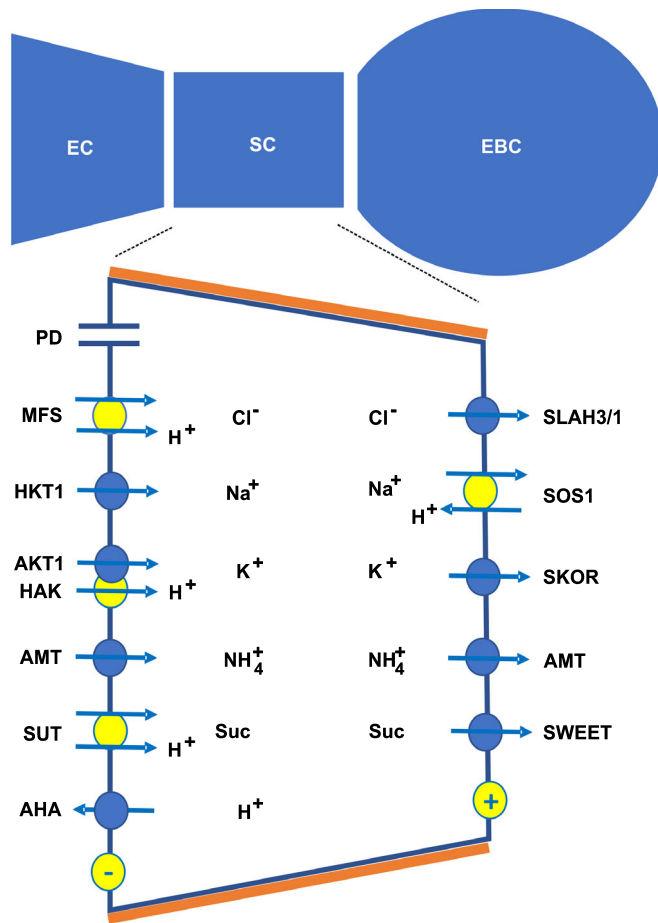 EC SC EBC
PD
MFS Cl⁻ Cl⁻ SLAH3/1
H⁺
HKT1 Na⁺ Na⁺ SOS1
H⁺
AKT1 K⁺ K⁺ SKOR
HAK H⁺
AMT NH₄⁺ NH₄⁺ AMT
SUT Suc Suc SWEET
H⁺
AHA H⁺
+
-